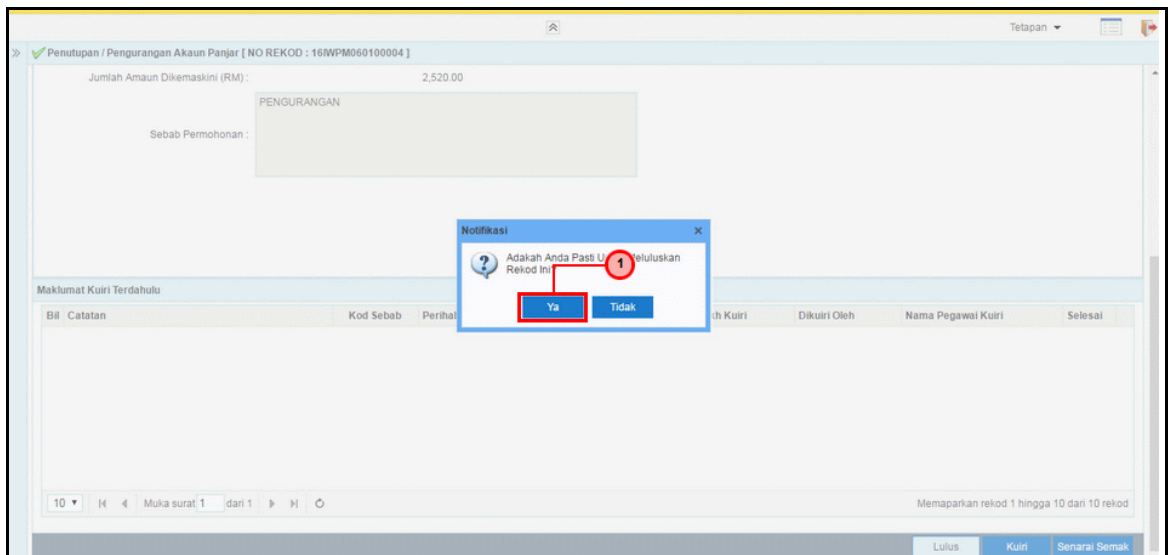 Tetapan
Penutupan / Pengurangan Akaun Panjar [ NO REKOD : 16IWPM060100004 ]
Jumlah Amaun Dikemaskini (RM) : 2,520.00
Sebab Permohonan : PENGURANGAN
Notifikasi
Adakah Anda Pasti
Rekod Ini?
1
Ya Tidak
Maklumat Kuiri Terdahulu
Bil Catatan Kod Sebab Kuiri Dikuiri Oleh Nama Pegawai Kuiri Selesai
10 Muka surat 1 dari 1 Memaparkan rekod 1 hingga 10 dari 10 rekod
Lulus Kuiri Senarai Semak